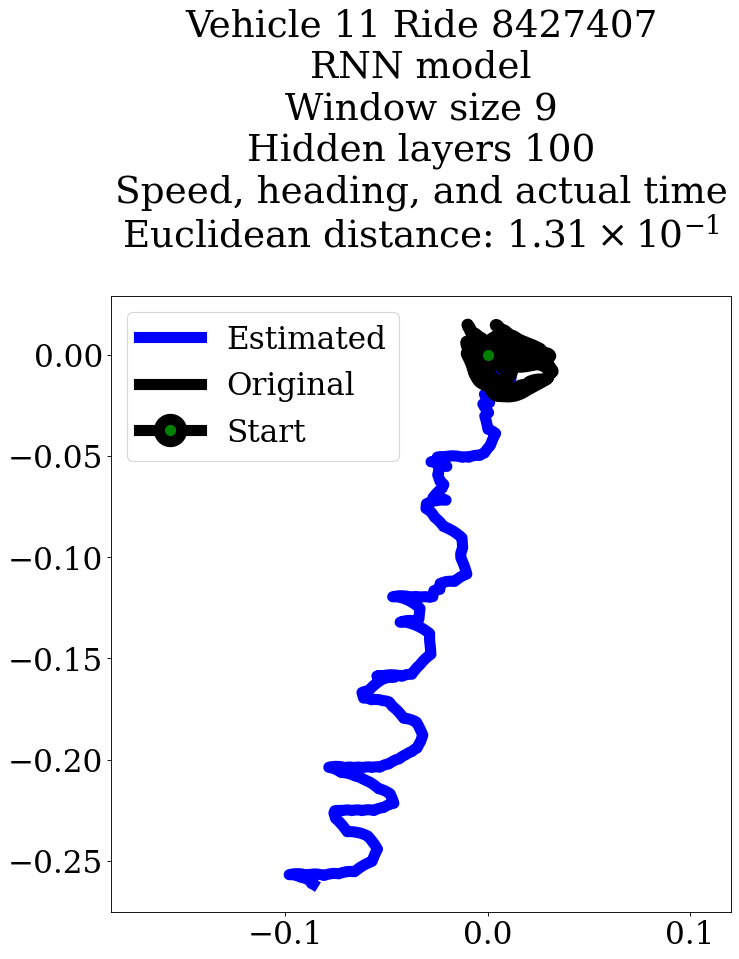 Vehicle 11 Ride 8427407
RNN model
Window size 9
Hidden layers 100
Speed, heading, and actual time
Euclidean distance: 1.31 × 10⁻¹
Estimated
Original
Start
0.00
−0.05
−0.10
−0.15
−0.20
−0.25
−0.1 0.0 0.1